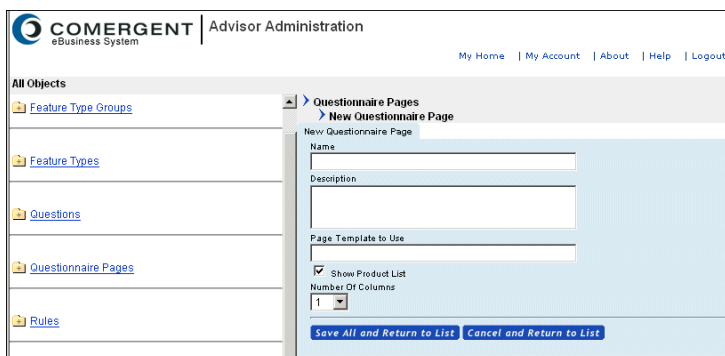 COMERGENT
eBusiness System
Advisor Administration
My Home | My Account | About | Help | Logout
All Objects
Feature Type Groups
Feature Types
Questions
Questionnaire Pages
Rules
Questionnaire Pages
New Questionnaire Page
New Questionnaire Page
Name
Description
Page Template to Use
Show Product List
Number Of Columns
1
Save All and Return to List Cancel and Return to List